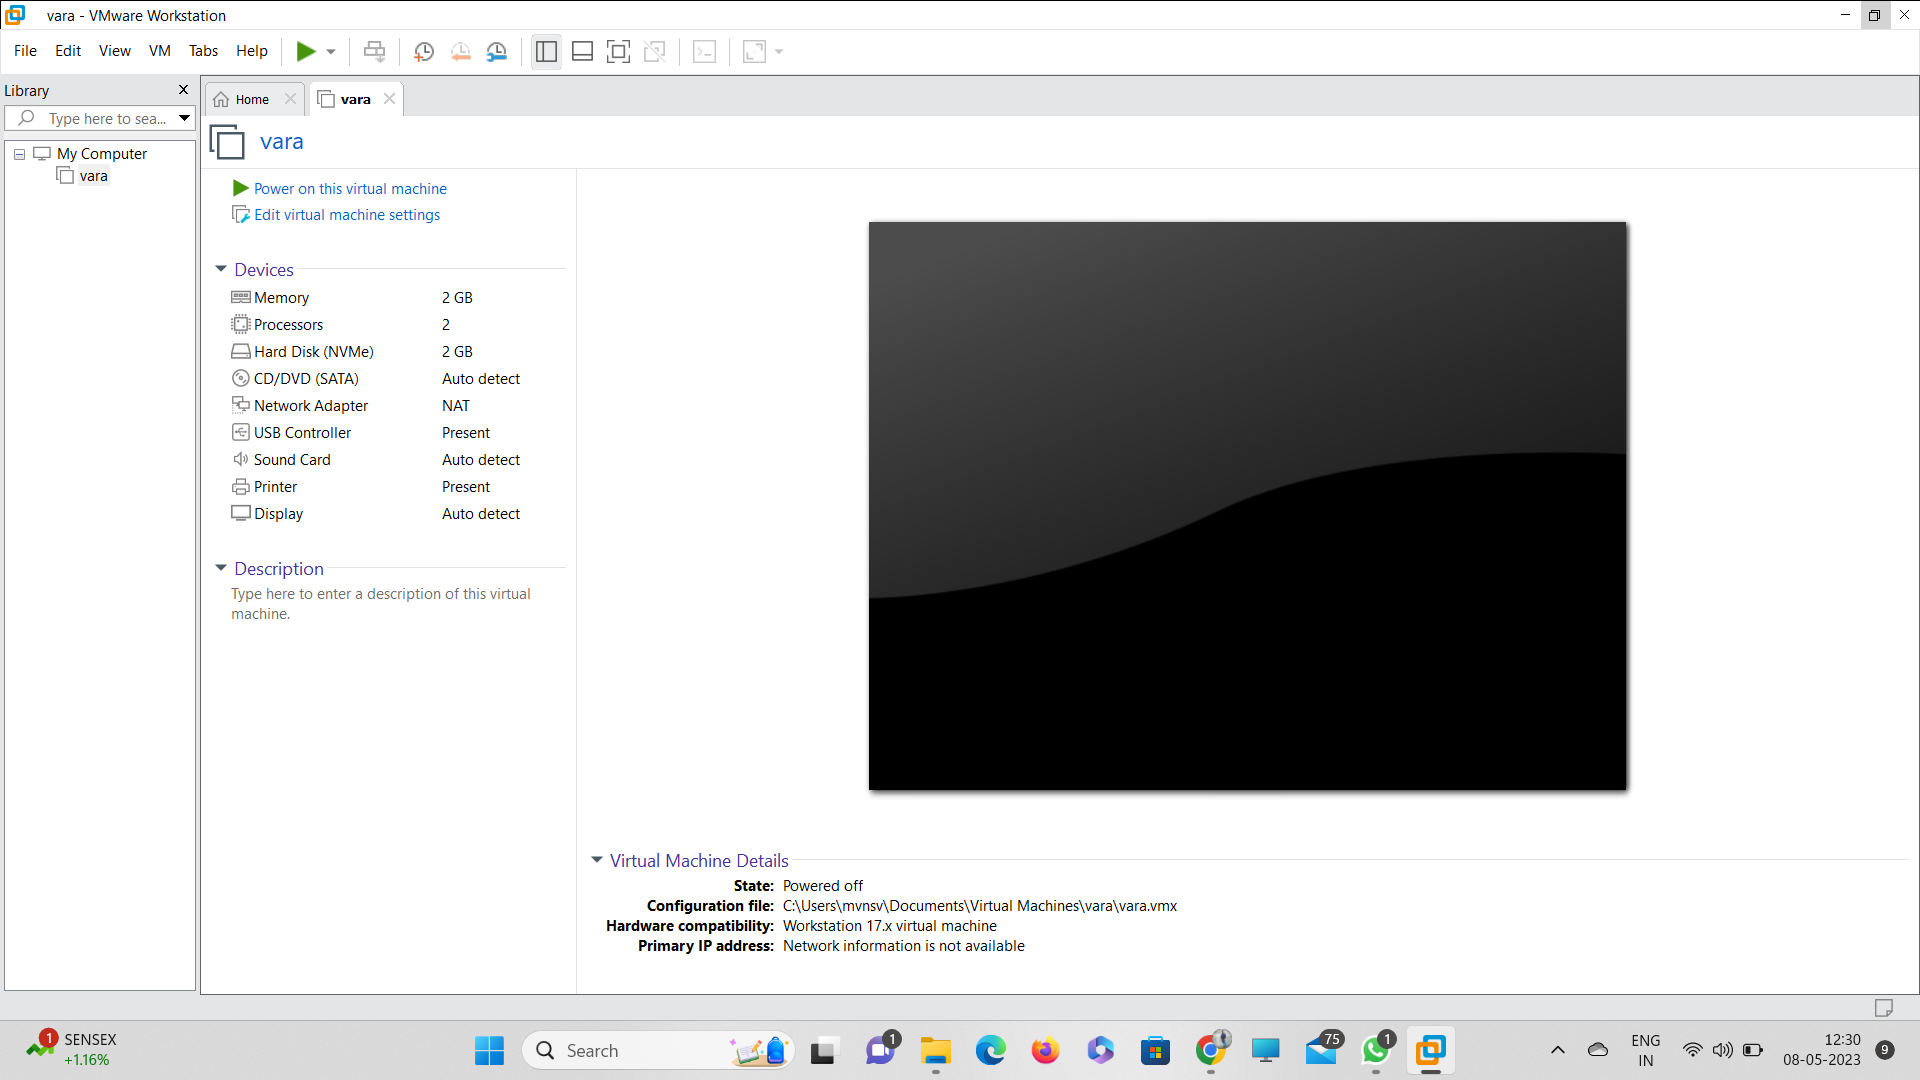 vara - VMware Workstation
File Edit View VM Tabs Help
Library
Type here to sea...
My Computer
vara
Home
vara
vara
Power on this virtual machine
Edit virtual machine settings
Devices
Memory 2 GB
Processors 2
Hard Disk (NVMe) 2 GB
CD/DVD (SATA) Auto detect
Network Adapter NAT
USB Controller Present
Sound Card Auto detect
Printer Present
Display Auto detect
Description
Type here to enter a description of this virtual
machine.
Virtual Machine Details
State: Powered off
Configuration file: C:\Users\mvnsv\Documents\Virtual Machines\vara\vara.vmx
Hardware compatibility: Workstation 17.x virtual machine
Primary IP address: Network information is not available
1
SENSEX
+1.16%
Search
1
75
1
ENG
IN
12:30
08-05-2023
9